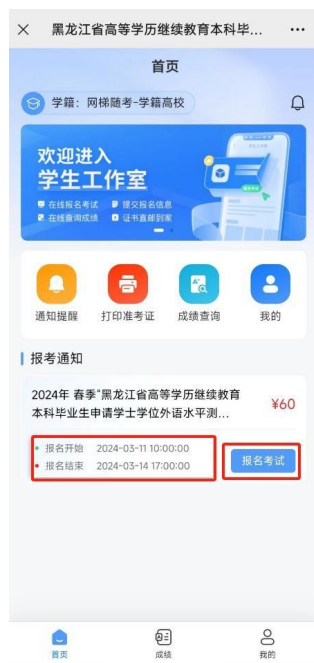 黑龙江省高等学历继续教育本科毕...
首页
学籍：网梯随考-学籍高校
欢迎进入
学生工作室
在线报名考试 提交报名信息
在线查询成绩 证书直邮到家
通知提醒 打印准考证 成绩查询 我的
报考通知
2024年 春季"黑龙江省高等学历继续教育
本科毕业生申请学士学位外语水平测...
¥60
报名开始 2024-03-11 10:00:00
报名结束 2024-03-14 17:00:00
报名考试
首页 成绩 我的